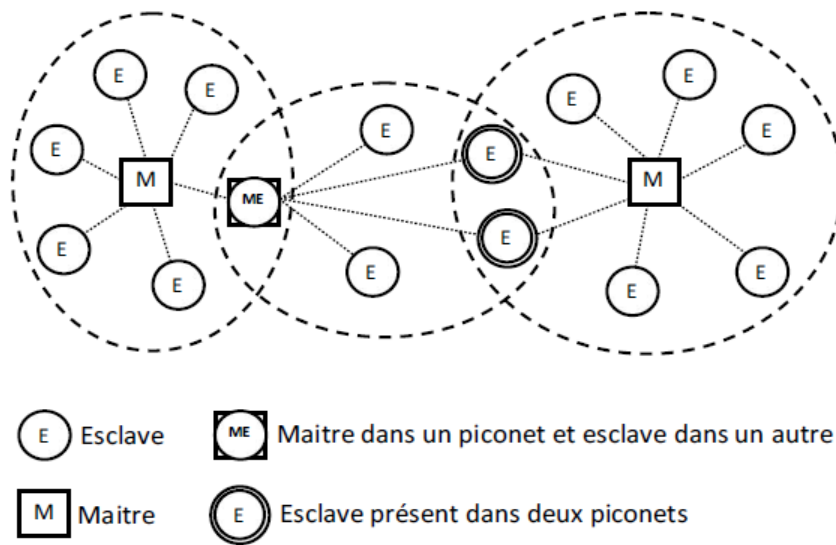 E E E E
E E E E
M ME E M
E E E
E E E
E Esclave ME Maitre dans un piconet et esclave dans un autre
M Maitre E Esclave présent dans deux piconets